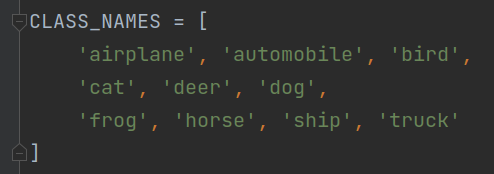 CLASS_NAMES = [
    'airplane', 'automobile', 'bird',
    'cat', 'deer', 'dog',
    'frog', 'horse', 'ship', 'truck'
]